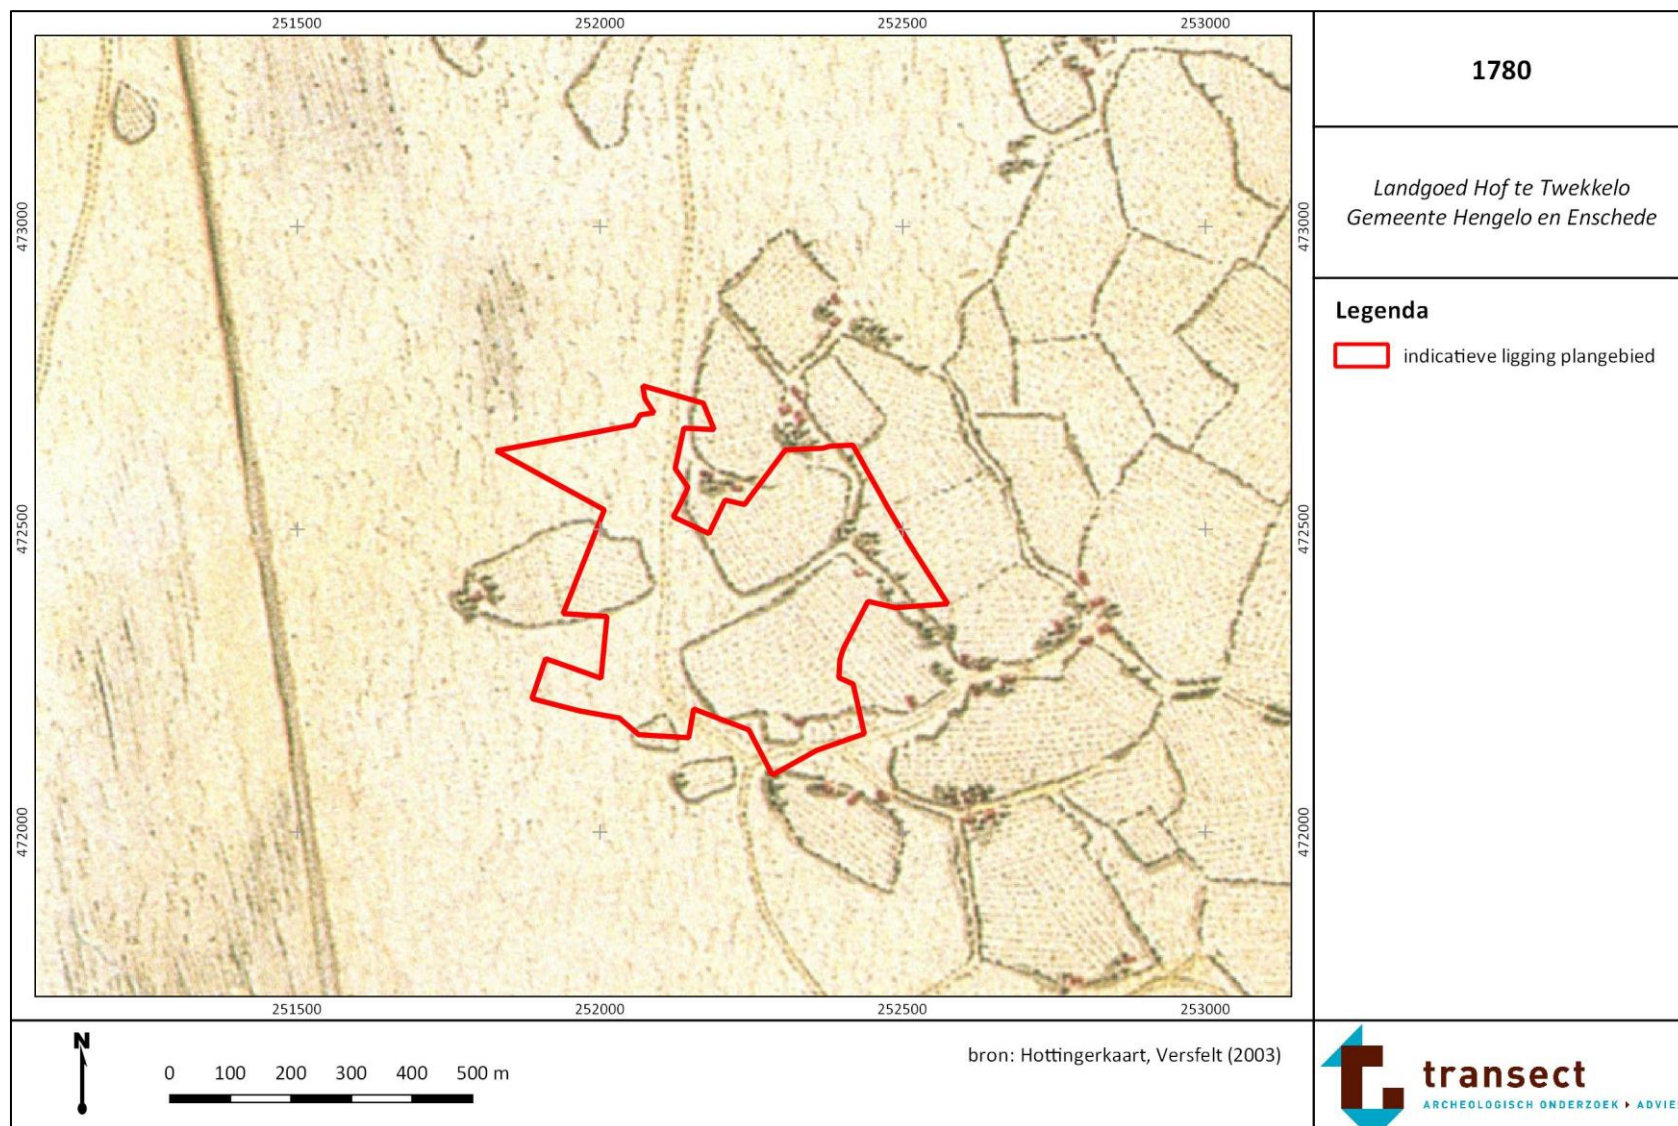 251500
252000
252500
253000
473000
472500
472000
473000
472500
472000
251500
252000
252500
253000
1780
Landgoed Hof te Twekkelo
Gemeente Hengelo en Enschede
Legenda
indicatieve ligging plangebied
N
0 100 200 300 400 500 m
bron: Hottingerkaart, Versfelt (2003)
transect
ARCHEOLOGISCH ONDERZOEK ▸ ADVIE